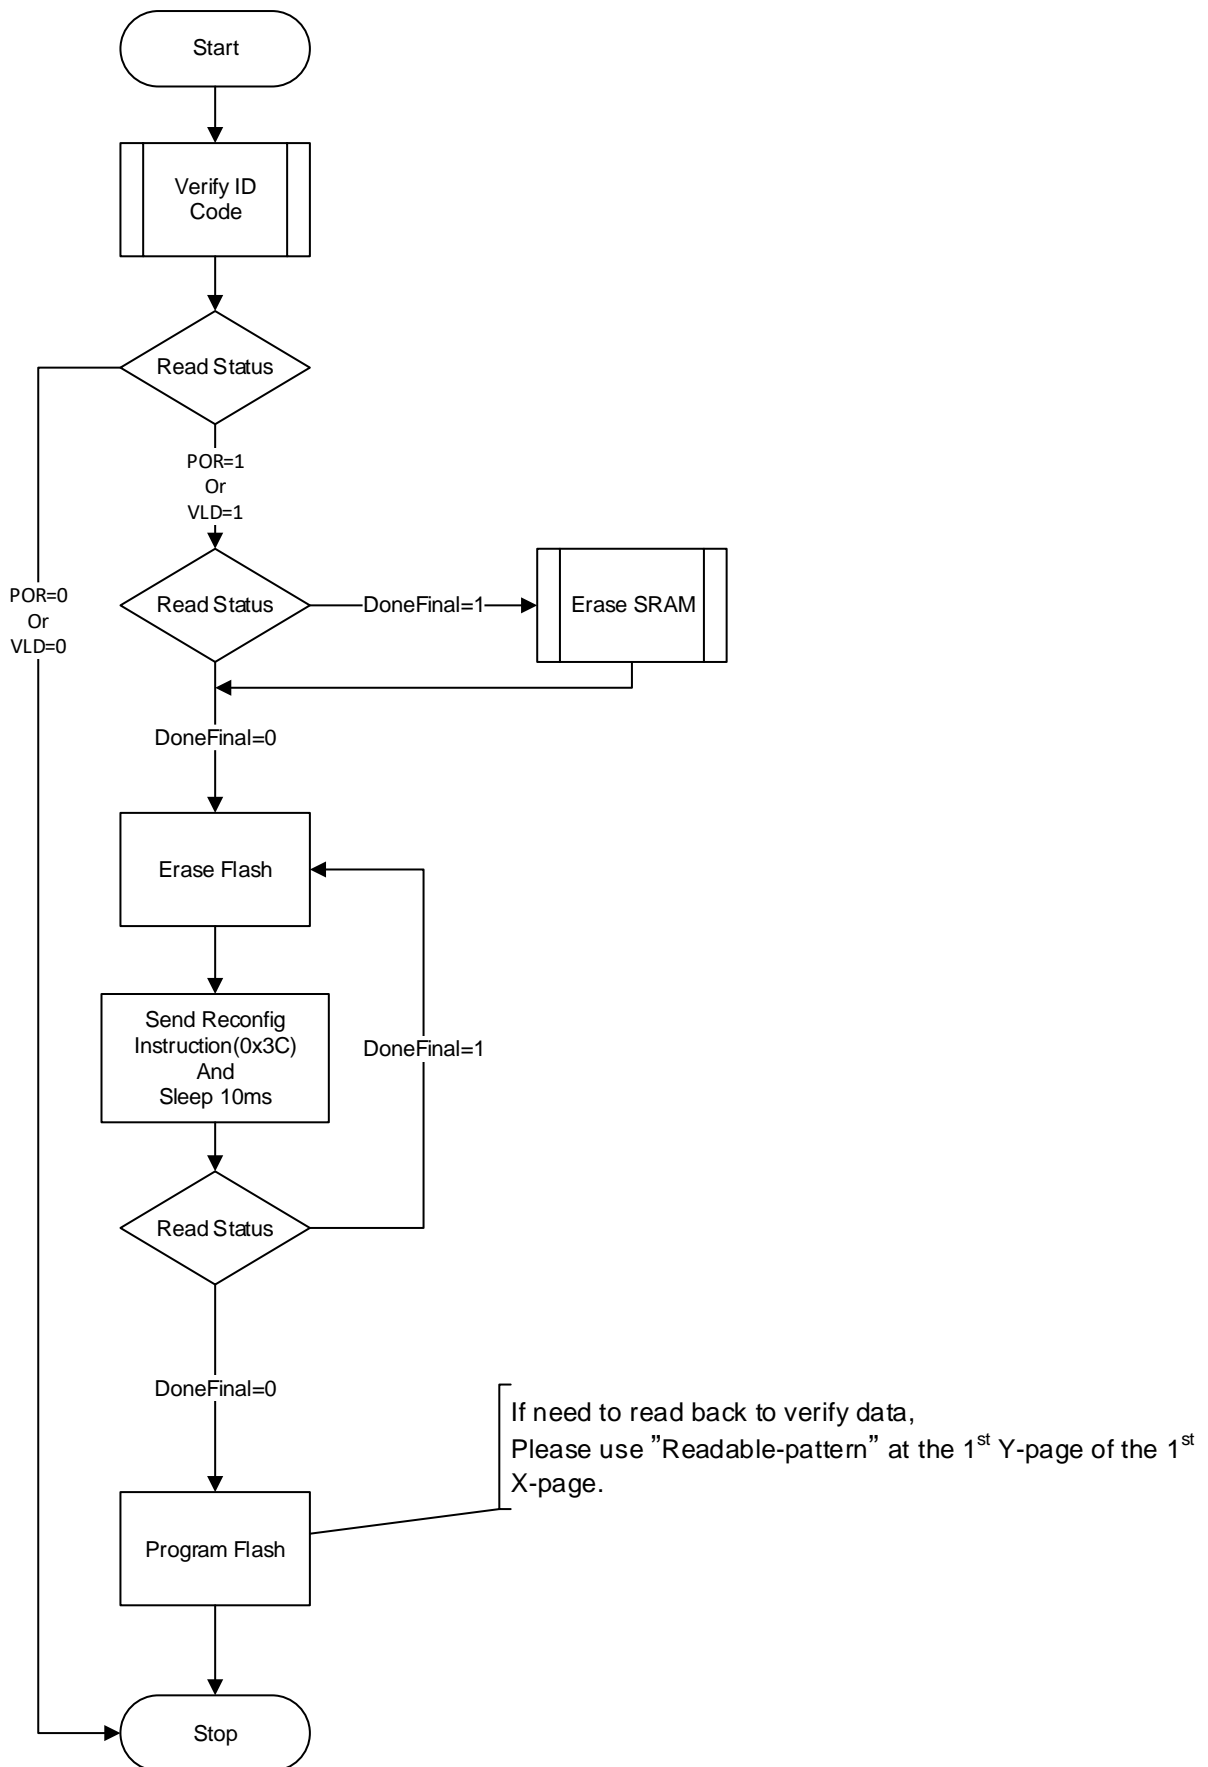 Start
Verify ID
Code
Read Status
POR=1
Or
VLD=1
POR=0
Or
VLD=0
Read Status
DoneFinal=1
Erase SRAM
DoneFinal=0
Erase Flash
Send Reconfig
Instruction(0x3C)
And
Sleep 10ms
DoneFinal=1
Read Status
DoneFinal=0
If need to read back to verify data,
Please use ”Readable-pattern” at the 1st Y-page of the 1st
X-page.
Program Flash
Stop